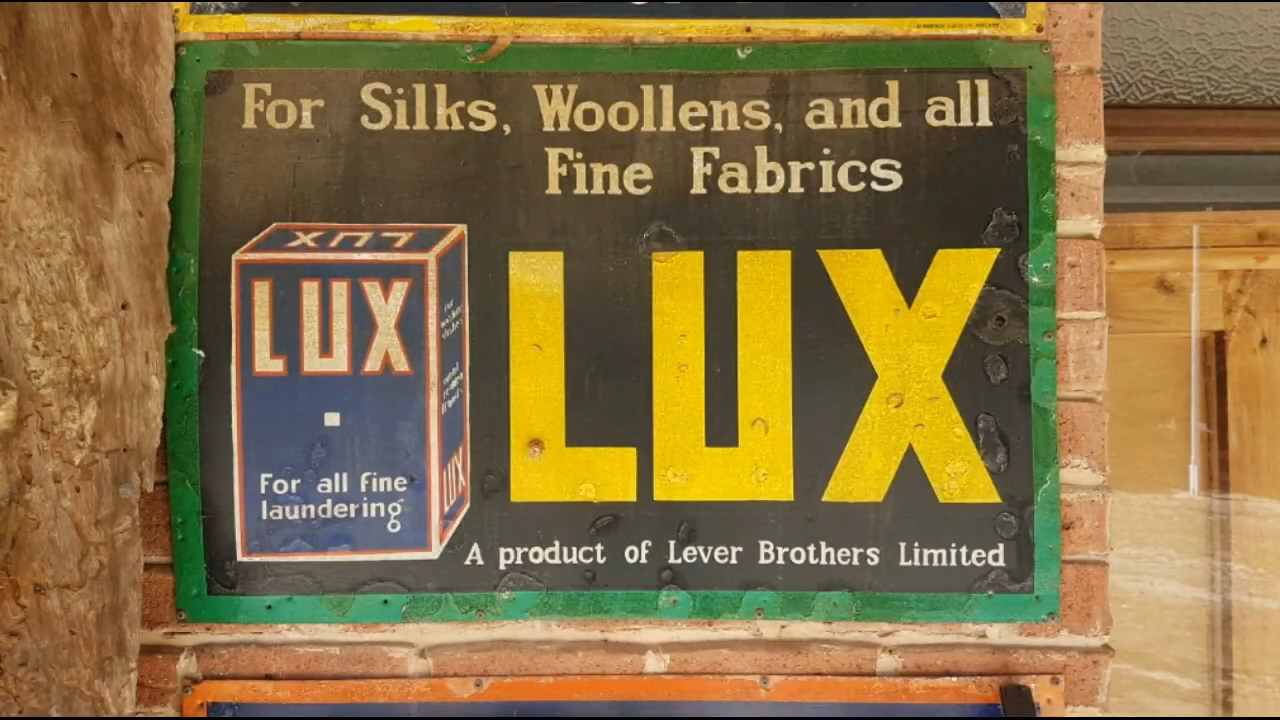 For Silks, Woollens, and all
Fine Fabrics
LUX
LUX
LUX
For all fine
laundering
LUX
A product of Lever Brothers Limited